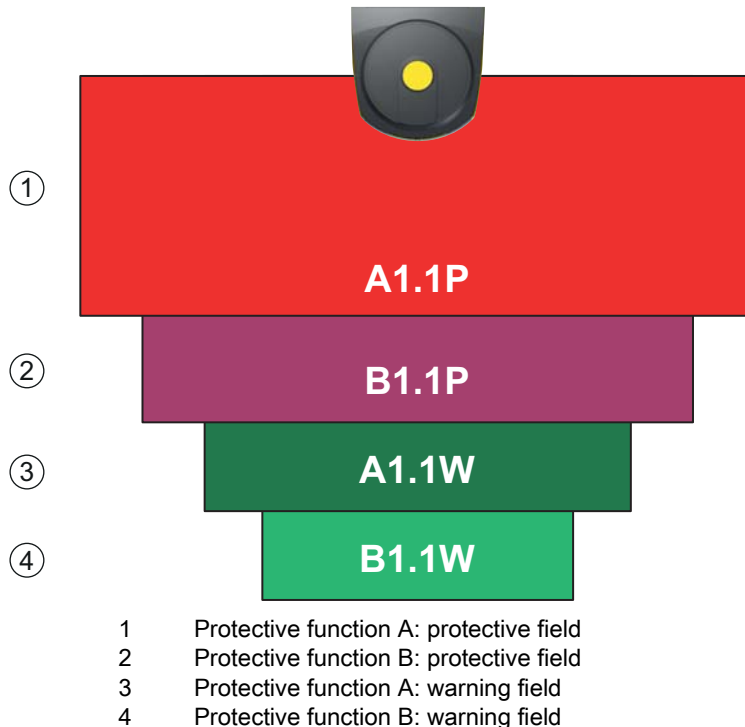 1
A1.1P
2
B1.1P
3
A1.1W
4
B1.1W
1 Protective function A: protective field
2 Protective function B: protective field
3 Protective function A: warning field
4 Protective function B: warning field